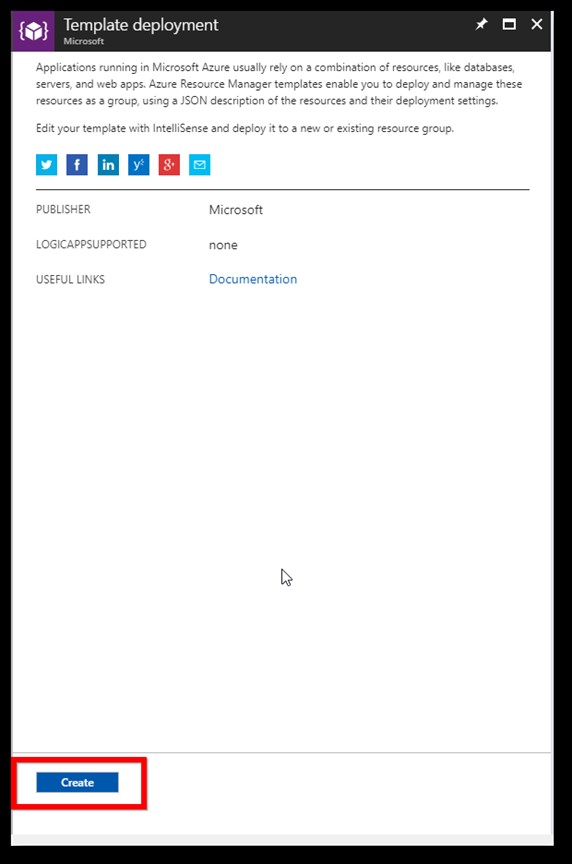 Template deployment
Microsoft
Applications running in Microsoft Azure usually rely on a combination of resources, like databases,
servers, and web apps. Azure Resource Manager templates enable you to deploy and manage these
resources as a group, using a JSON description of the resources and their deployment settings.
Edit your template with IntelliSense and deploy it to a new or existing resource group.
PUBLISHER Microsoft
LOGICAPPSUPPORTED none
USEFUL LINKS Documentation
Create